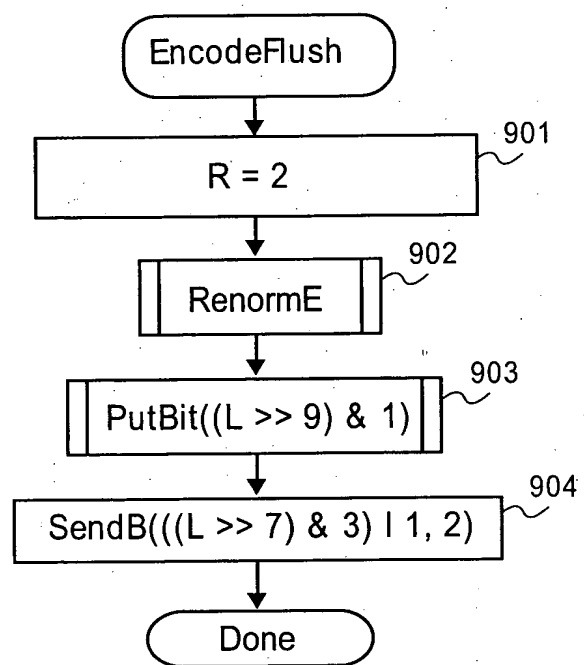 EncodeFlush
901
R = 2
902
RenormE
903
PutBit((L >> 9) & 1)
904
SendB(((L >> 7) & 3) | 1, 2)
Done